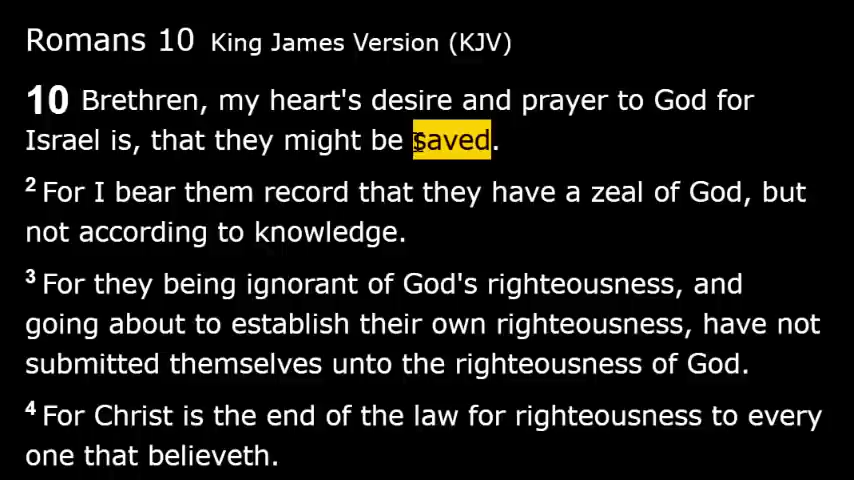 Romans 10 King James Version (KJV)
10 Brethren, my heart's desire and prayer to God for
Israel is, that they might be saved.
2 For I bear them record that they have a zeal of God, but
not according to knowledge.
3 For they being ignorant of God's righteousness, and
going about to establish their own righteousness, have not
submitted themselves unto the righteousness of God.
4 For Christ is the end of the law for righteousness to every
one that believeth.